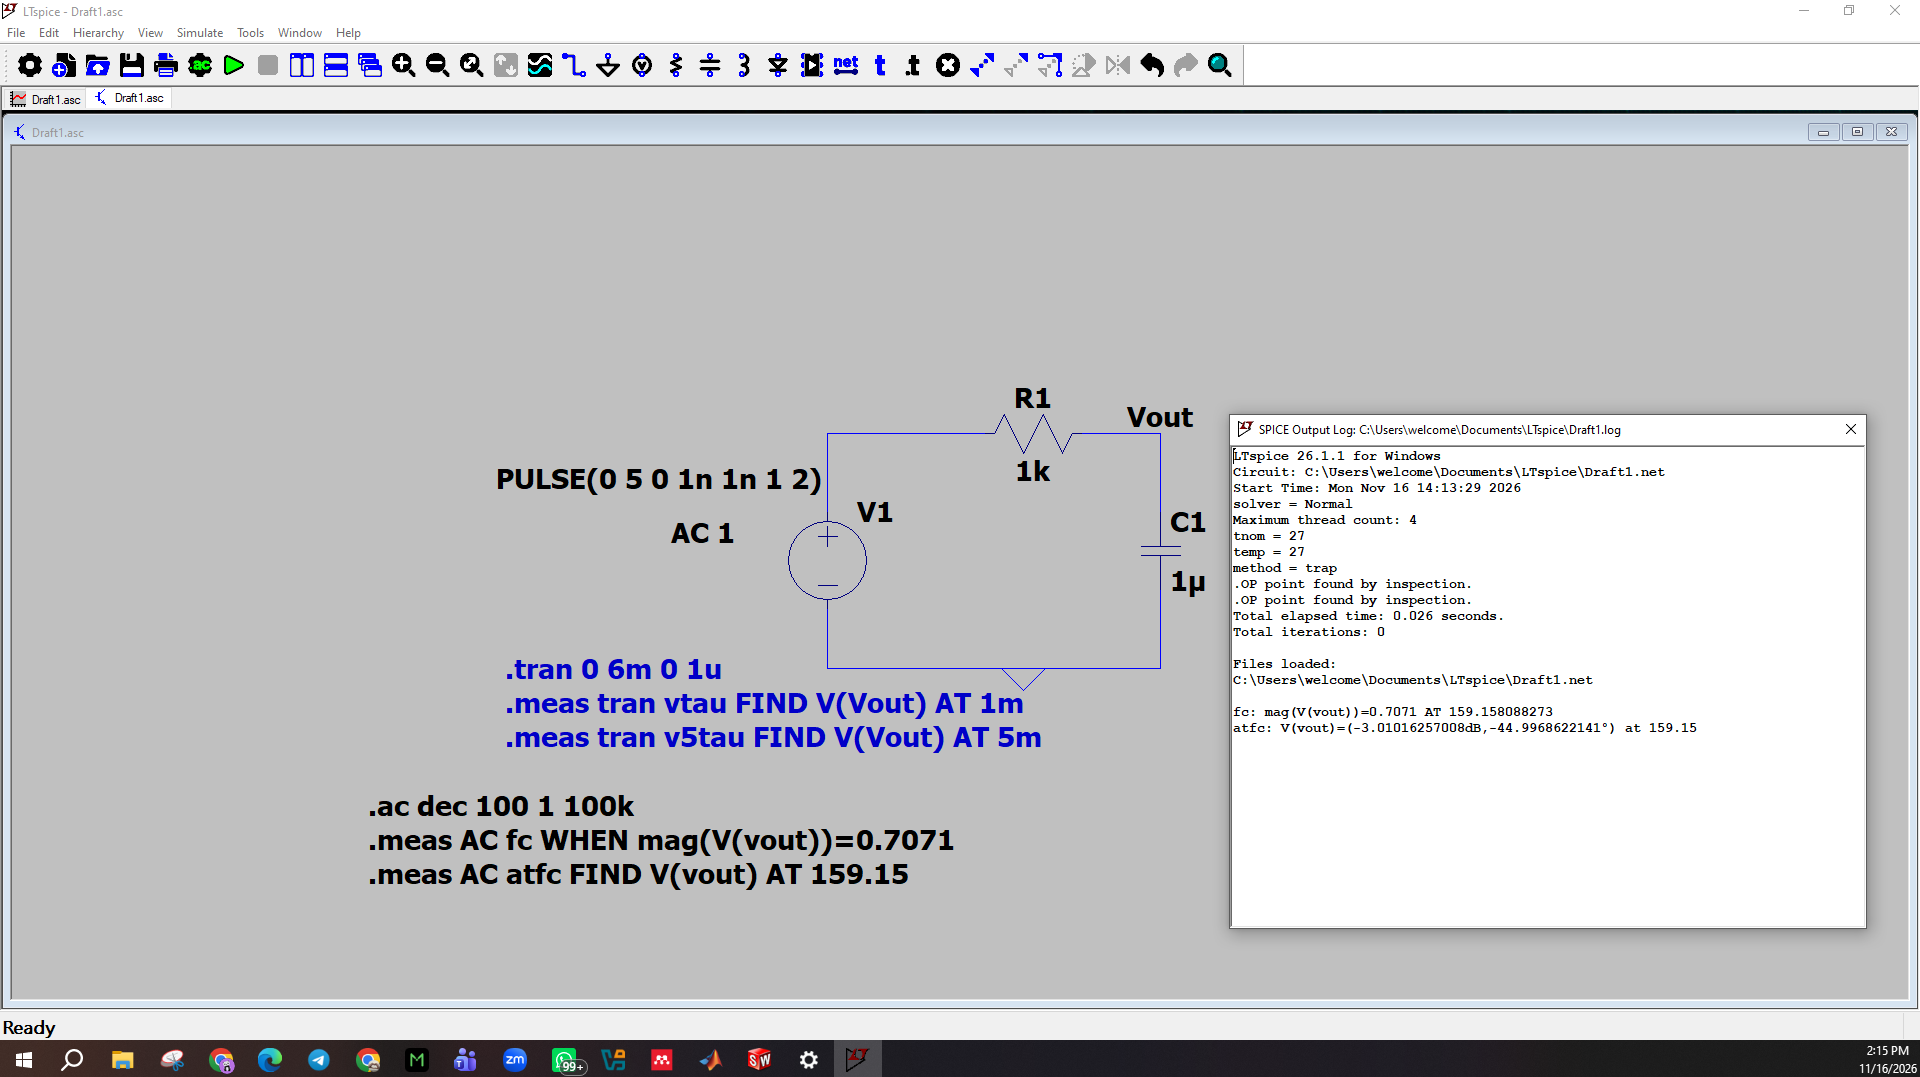 LTspice - Draft1.asc
File Edit Hierarchy View Simulate Tools Window Help
.ac net t .t
Draft1.asc Draft1.asc
Draft1.asc
R1
Vout
1k
PULSE(0 5 0 1n 1n 1 2)
V1
AC 1
C1
1µ
.tran 0 6m 0 1u
.meas tran vtau FIND V(Vout) AT 1m
.meas tran v5tau FIND V(Vout) AT 5m
.ac dec 100 1 100k
.meas AC fc WHEN mag(V(vout))=0.7071
.meas AC atfc FIND V(vout) AT 159.15
SPICE Output Log: C:\Users\welcome\Documents\LTspice\Draft1.log
LTspice 26.1.1 for Windows
Circuit: C:\Users\welcome\Documents\LTspice\Draft1.net
Start Time: Mon Nov 16 14:13:29 2026
solver = Normal
Maximum thread count: 4
tnom = 27
temp = 27
method = trap
.OP point found by inspection.
.OP point found by inspection.
Total elapsed time: 0.026 seconds.
Total iterations: 0
Files loaded:
C:\Users\welcome\Documents\LTspice\Draft1.net
fc: mag(V(vout))=0.7071 AT 159.158088273
atfc: V(vout)=(-3.01016257008dB,-44.9968622141°) at 159.15
Ready
M T zm 99+ SW
2:15 PM
11/16/2026